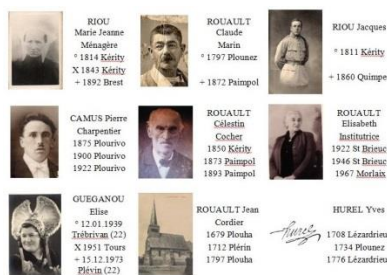 RIOU
Marie Jeanne
Ménagère
° 1814 Kérity
X 1843 Kérity
+ 1892 Brest
ROUAULT
Claude
Marin
° 1797 Plounez
+ 1872 Paimpol
RIOU Jacques
° 1811 Kérity
+ 1860 Quimpe
CAMUS Pierre
Charpentier
1875 Plourivo
1900 Plourivo
1922 Plourivo
ROUAULT
Célestin
Cocher
1850 Kérity
1873 Paimpol
1893 Paimpol
ROUAULT
Elisabeth
Institutrice
1922 St Brieuc
1946 St Brieuc
1967 Morlaix
GUEGANOU
Elise
° 12.01.1939
Trébrivan (22)
X 1951 Tours
+ 15.12.1973
Plévin (22)
ROUAULT Jean
Cordier
1679 Plouha
1712 Plérin
1797 Plouha
Hurel
HUREL Yves
1708 Lézardrieu
1734 Plounez
1776 Lézardrieu